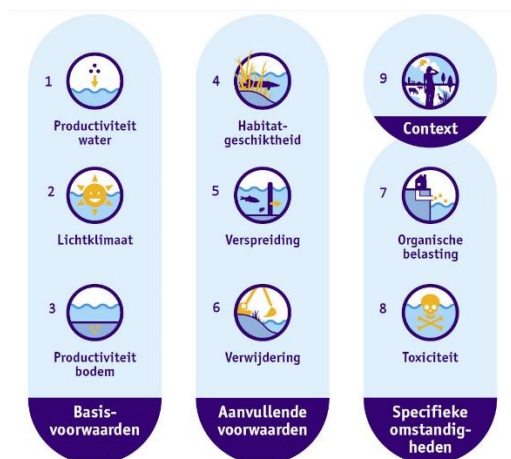 1
Productiviteit
water
2
Lichtklimaat
3
Productiviteit
bodem
Basis-
voorwaarden
4
Habitat-
geschiktheid
5
Verspreiding
6
Verwijdering
Aanvullende
voorwaarden
9
Context
7
Organische
belasting
8
Toxiciteit
Specifieke
omstandig-
heden